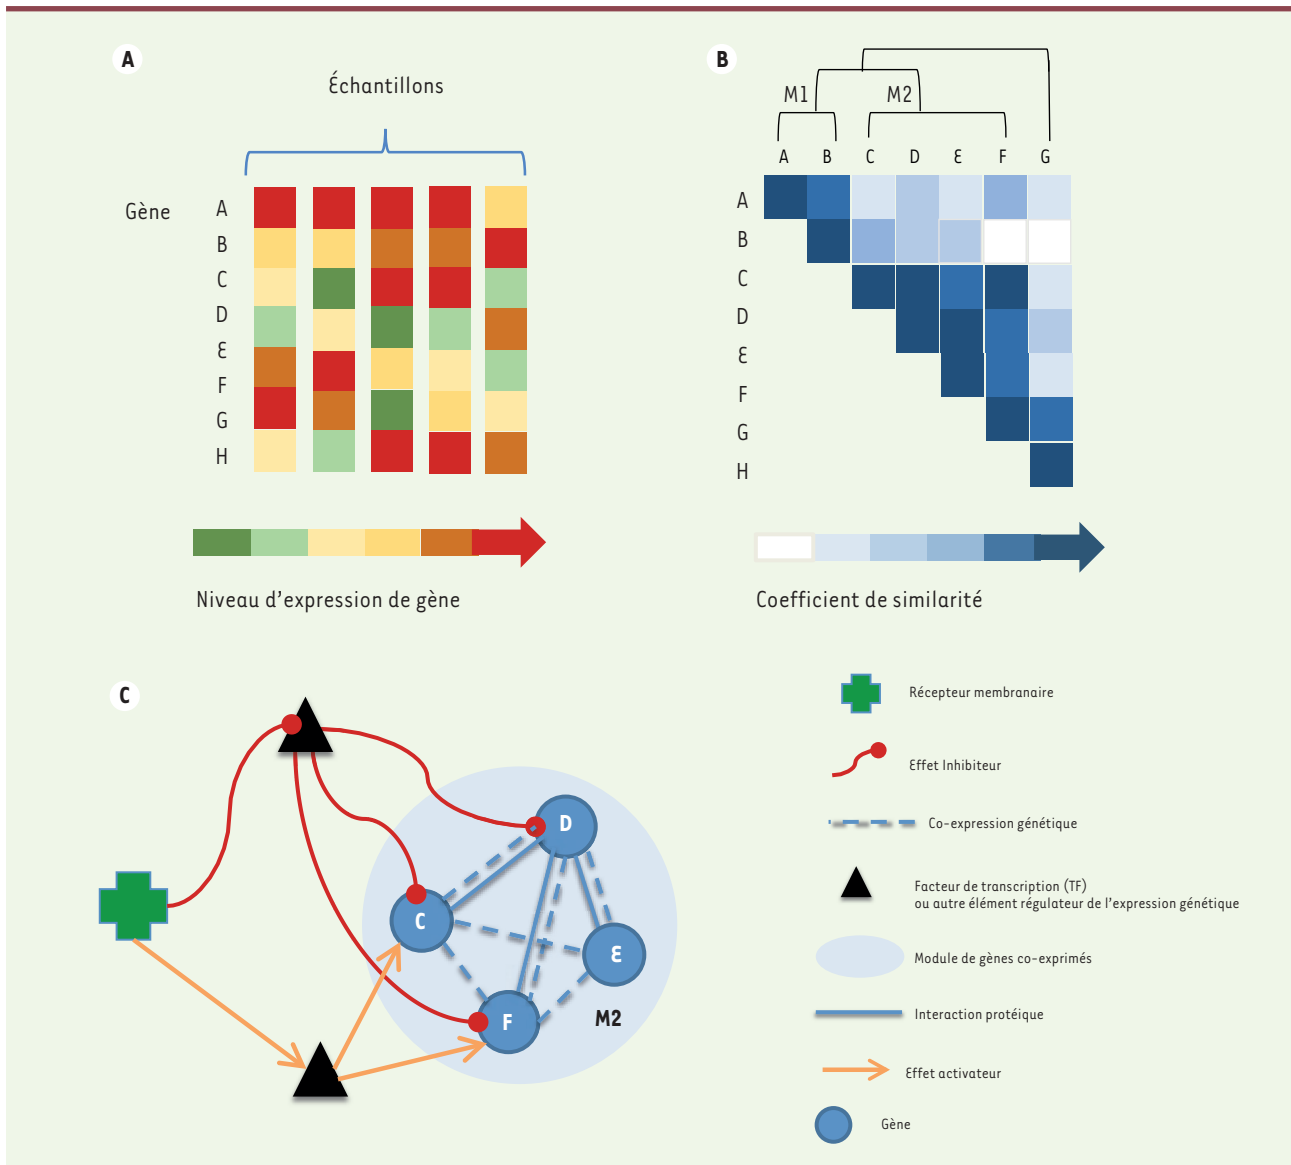 A
Échantillons
Gène
A
B
C
D
E
F
G
H
Niveau d'expression de gène
B
M1
M2
A B C D E F G
A
B
C
D
E
F
G
H
Coefficient de similarité
C
D
C
E
F
M2
Récepteur membranaire
Effet Inhibiteur
Co-expression génétique
Facteur de transcription (TF)
ou autre élément régulateur de l'expression génétique
Module de gènes co-exprimés
Interaction protéique
Effet activateur
Gène